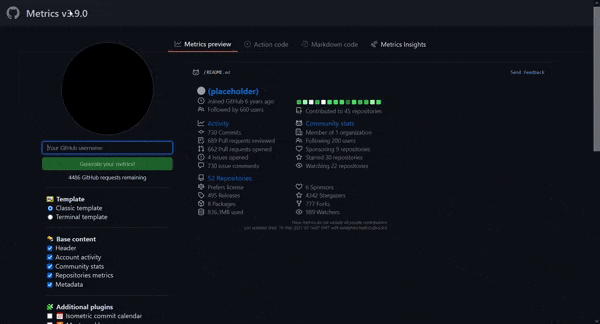 Metrics v3.9.0
Metrics preview
Action code
Markdown code
Metrics Insights
/README.md
Send feedback
Your GitHub username
Generate your metrics!
4486 GitHub requests remaining
Template
Classic template
Terminal template
Base content
Header
Account activity
Community stats
Repositories metrics
Metadata
Additional plugins
Isometric commit calendar
{placeholder}
Joined GitHub 6 years ago
Followed by 660 users
Contributed to 45 repositories
Activity
730 Commits
689 Pull requests reviewed
662 Pull requests opened
4 Issues opened
730 issue comments
Community stats
Member of 1 organization
Following 200 users
Sponsoring 9 repositories
Starred 30 repositories
Watching 22 repositories
52 Repositories
Prefers license
495 Releases
8 Packages
836.3MB used
6 Sponsors
4342 Stargazers
777 Forks
989 Watchers